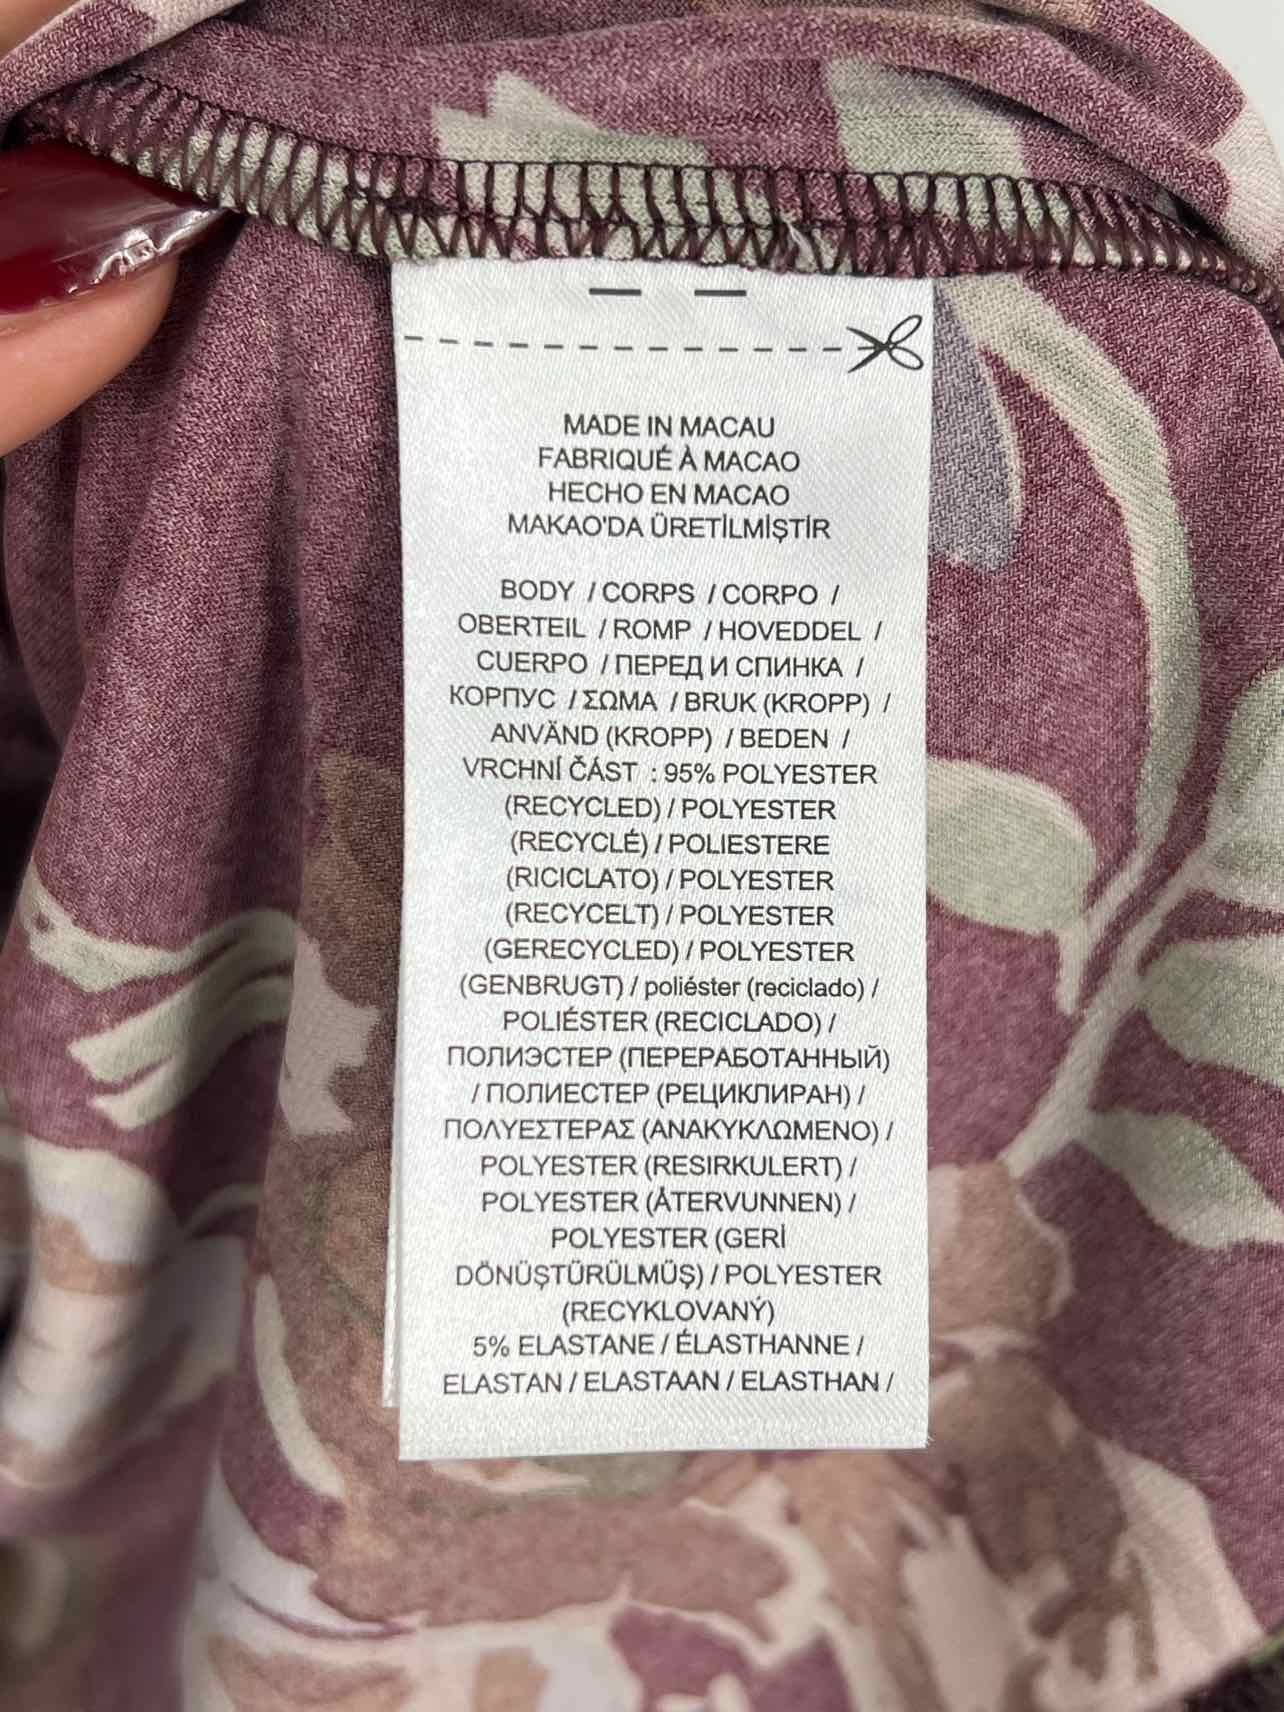 MADE IN MACAU
FABRIQUÉ À MACAO
HECHO EN MACAO
MAKAO'DA ÜRETİLMİŞTİR
BODY / CORPS / CORPO /
OBERTEIL / ROMP / HOVEDDEL /
CUERPO / ПЕРЕД И СПИНКА /
КОРПУС / ΣΩΜΑ / BRUK (KROPP) /
ANVÄND (KROPP) / BEDEN /
VRCHNÍ ČÁST : 95% POLYESTER
(RECYCLED) / POLYESTER
(RECYCLÉ) / POLIESTERE
(RICICLATO) / POLYESTER
(RECYCELT) / POLYESTER
(GERECYCLED) / POLYESTER
(GENBRUGT) / poliéster (reciclado) /
POLIÉSTER (RECICLADO) /
ПОЛИЭСТЕР (ПЕРЕРАБОТАННЫЙ)
/ ПОЛИЕСТЕР (РЕЦИКЛИРАН) /
ΠΟΛΥΕΣΤΕΡΑΣ (ΑΝΑΚΥΚΛΩΜΕΝΟ) /
POLYESTER (RESIRKULERT) /
POLYESTER (ÅTERVUNNEN) /
POLYESTER (GERİ
DÖNÜŞTÜRÜLMÜŞ) / POLYESTER
(RECYKLOVANÝ)
5% ELASTANE / ÉLASTHANNE /
ELASTAN / ELASTAAN / ELASTHAN /